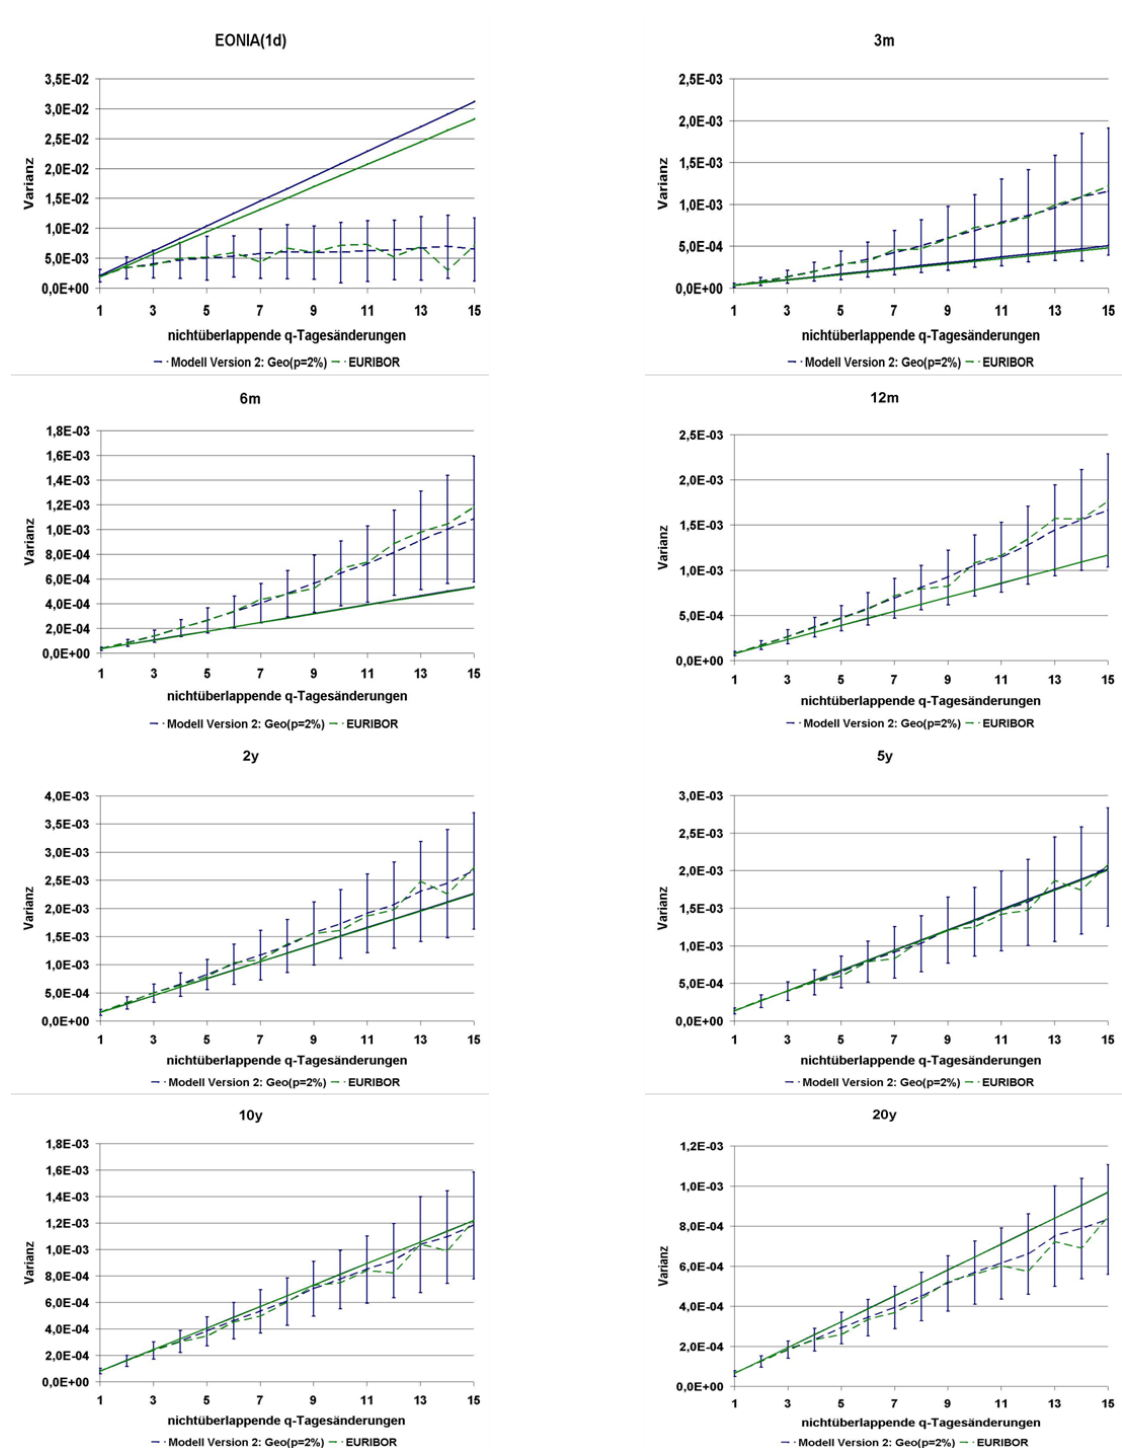 EONIA(1d)
3,5E-02
3,0E-02
2,5E-02
2,0E-02
1,5E-02
1,0E-02
5,0E-03
0,0E+00
Varianz
1 3 5 7 9 11 13 15
nichtüberlappende q-Tagesänderungen
Modell Version 2: Geo(p=2%) EURIBOR
3m
2,5E-03
2,0E-03
1,5E-03
1,0E-03
5,0E-04
0,0E+00
Varianz
1 3 5 7 9 11 13 15
nichtüberlappende q-Tagesänderungen
Modell Version 2: Geo(p=2%) EURIBOR
6m
1,8E-03
1,6E-03
1,4E-03
1,2E-03
1,0E-03
8,0E-04
6,0E-04
4,0E-04
2,0E-04
0,0E+00
Varianz
1 3 5 7 9 11 13 15
nichtüberlappende q-Tagesänderungen
Modell Version 2: Geo(p=2%) EURIBOR
12m
2,5E-03
2,0E-03
1,5E-03
1,0E-03
5,0E-04
0,0E+00
Varianz
1 3 5 7 9 11 13 15
nichtüberlappende q-Tagesänderungen
Modell Version 2: Geo(p=2%) EURIBOR
2y
4,0E-03
3,5E-03
3,0E-03
2,5E-03
2,0E-03
1,5E-03
1,0E-03
5,0E-04
0,0E+00
Varianz
1 3 5 7 9 11 13 15
nichtüberlappende q-Tagesänderungen
Modell Version 2: Geo(p=2%) EURIBOR
5y
3,0E-03
2,5E-03
2,0E-03
1,5E-03
1,0E-03
5,0E-04
0,0E+00
Varianz
1 3 5 7 9 11 13 15
nichtüberlappende q-Tagesänderungen
Modell Version 2: Geo(p=2%) EURIBOR
10y
1,8E-03
1,6E-03
1,4E-03
1,2E-03
1,0E-03
8,0E-04
6,0E-04
4,0E-04
2,0E-04
0,0E+00
Varianz
1 3 5 7 9 11 13 15
nichtüberlappende q-Tagesänderungen
Modell Version 2: Geo(p=2%) EURIBOR
20y
1,2E-03
1,0E-03
8,0E-04
6,0E-04
4,0E-04
2,0E-04
0,0E+00
Varianz
1 3 5 7 9 11 13 15
nichtüberlappende q-Tagesänderungen
Modell Version 2: Geo(p=2%) EURIBOR